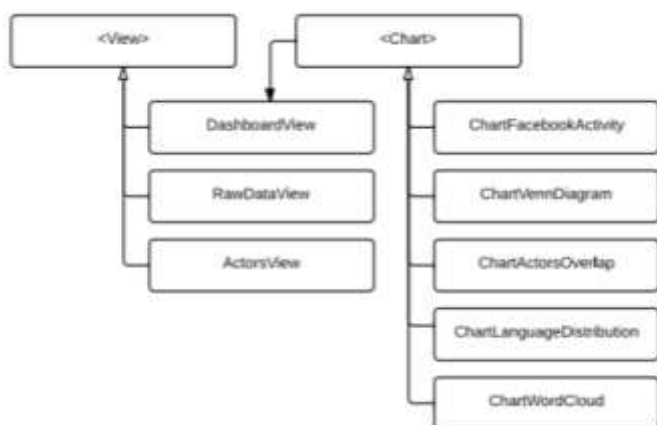 <View>
<Chart>
DashboardView
RawDataView
ActorsView
ChartFacebookActivity
ChartVennDiagram
ChartActorsOverlap
ChartLanguageDistribution
ChartWordCloud